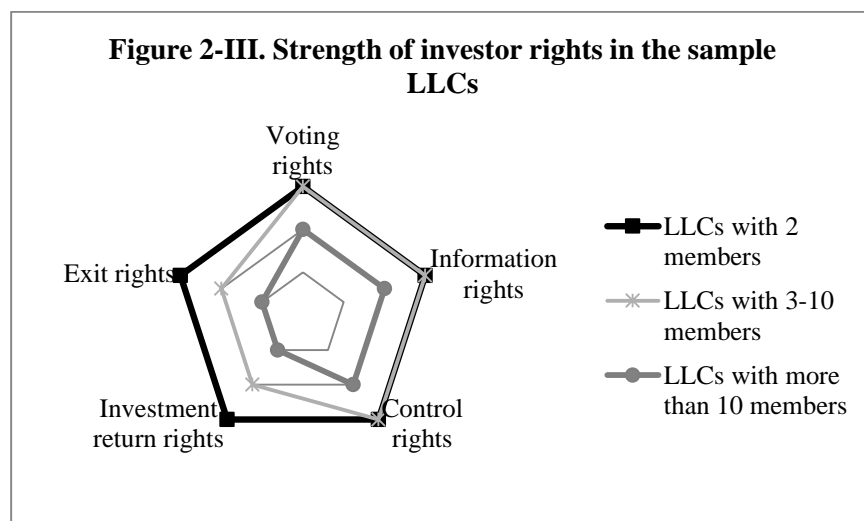 Figure 2-III. Strength of investor rights in the sample
LLCs
Voting
rights
Information
rights
Control
rights
Investment
return rights
Exit rights
LLCs with 2
members
LLCs with 3-10
members
LLCs with more
than 10 members